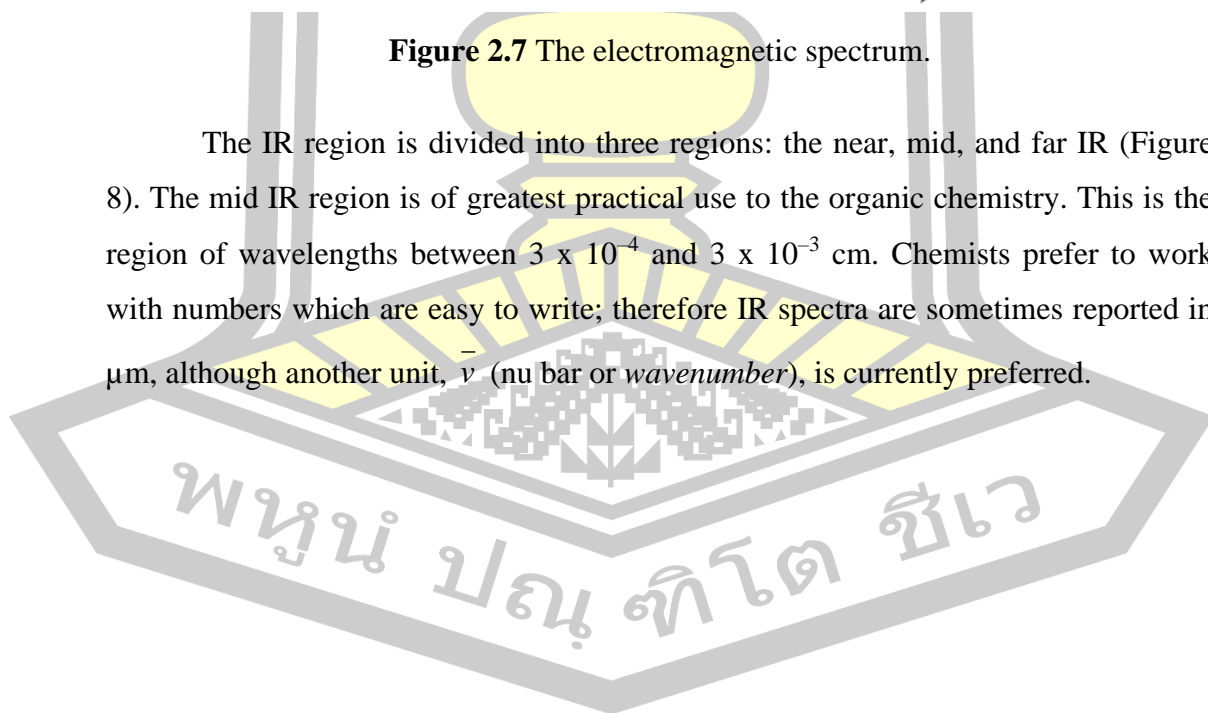 Figure 2.7 The electromagnetic spectrum.
The IR region is divided into three regions: the near, mid, and far IR (Figure
8). The mid IR region is of greatest practical use to the organic chemistry. This is the
region of wavelengths between 3 x 10⁻⁴ and 3 x 10⁻³ cm. Chemists prefer to work
with numbers which are easy to write; therefore IR spectra are sometimes reported in
µm, although another unit, v̅ (nu bar or wavenumber), is currently preferred.
พหูนํ ปณฺ ฑิโต ชีเว